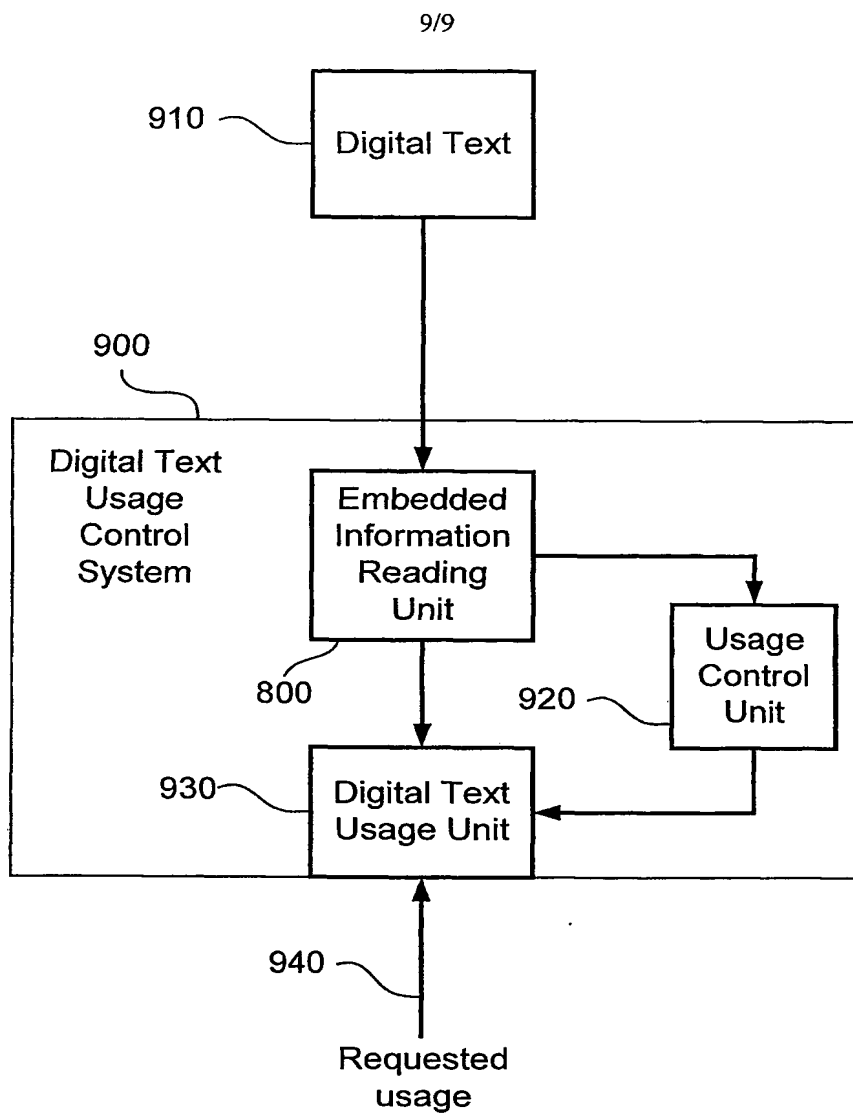 9/9
910
Digital Text
900
Digital Text
Usage
Control
System
Embedded
Information
Reading
Unit
800
Usage
Control
Unit
920
930
Digital Text
Usage Unit
940
Requested
usage